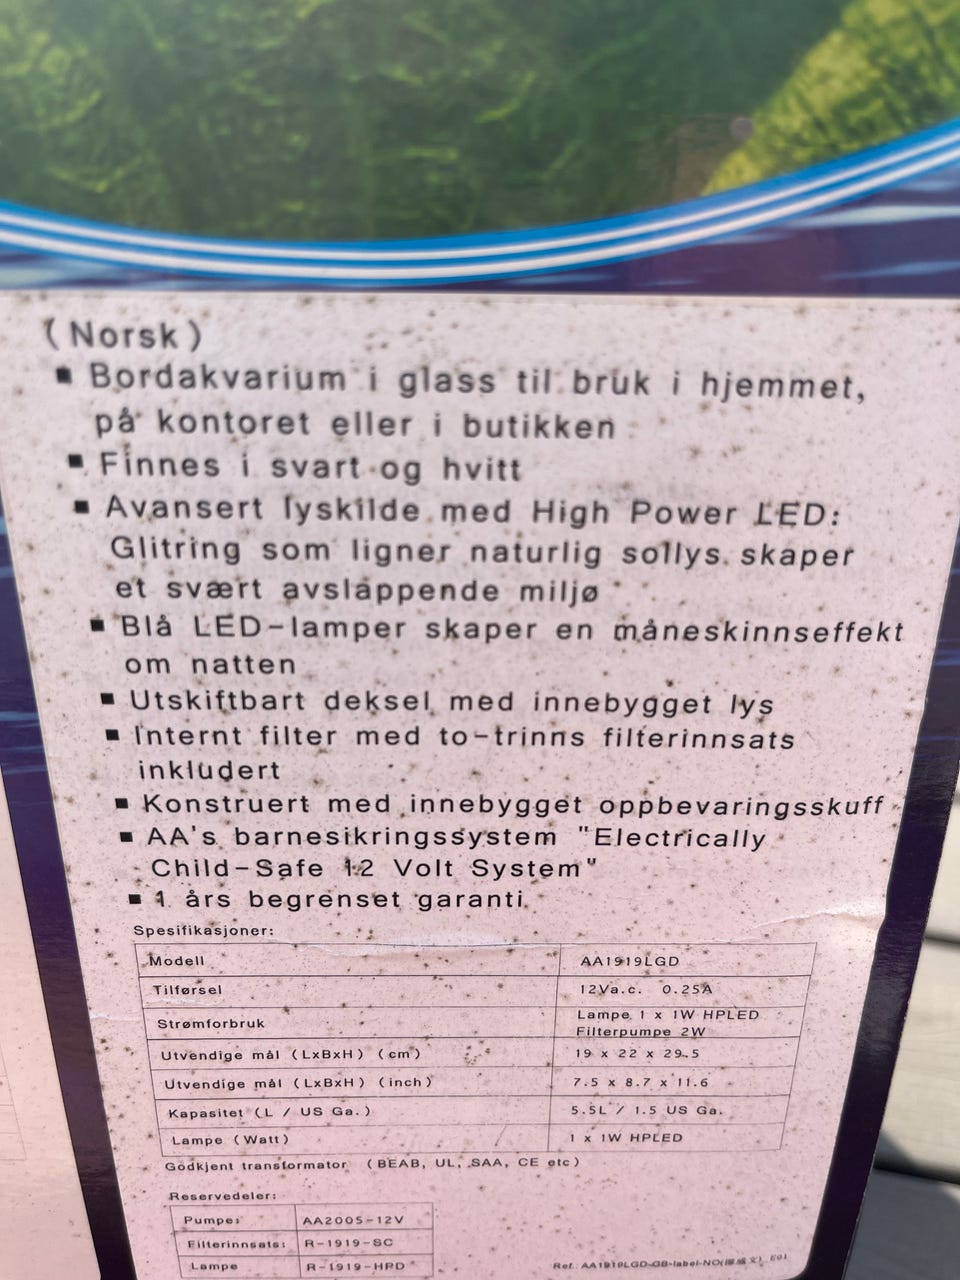 (Norsk)
▪ Bordakvarium i glass til bruk i hjemmet,
på kontoret eller i butikken
▪ Finnes i svart og hvitt
▪ Avansert lyskilde med High Power LED:
Glitring som ligner naturlig sollys skaper
et svært avslappende miljø
▪ Blå LED-lamper skaper en måneskinnseffekt
om natten
▪ Utskiftbart deksel med innebygget lys
▪ Internt filter med to-trinns filterinnsats
inkludert
▪ Konstruert med innebygget oppbevaringsskuff
▪ AA's barnesikringssystem "Electrically
Child-Safe 12 Volt System"
▪ 1 års begrenset garanti
Spesifikasjoner:
Modell AA1919LGD
Tilførsel 12Va.c. 0.25A
Strømforbruk Lampe 1 x 1W HPLED
Filterpumpe 2W
Utvendige mål (LxBxH) (cm) 19 x 22 x 29.5
Utvendige mål (LxBxH) (inch) 7.5 x 8.7 x 11.6
Kapasitet (L / US Ga.) 5.5L / 1.5 US Ga.
Lampe (Watt) 1 x 1W HPLED
Godkjent transformator (BEAB, UL, SAA, CE etc)
Reservedeler:
Pumpe: AA2005-12V
Filterinnsats: R-1919-SC
Lampe R-1919-HPD
Ref. AA1919LGD-GB-label-NO( E01